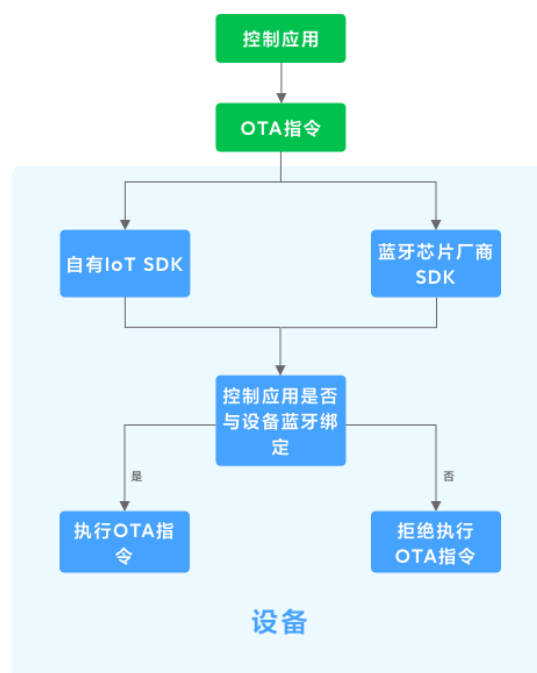 控制应用
OTA指令
自有IoT SDK
蓝牙芯片厂商
SDK
控制应用是否
与设备蓝牙绑
定
是
否
执行OTA指
令
拒绝执行
OTA指令
设备